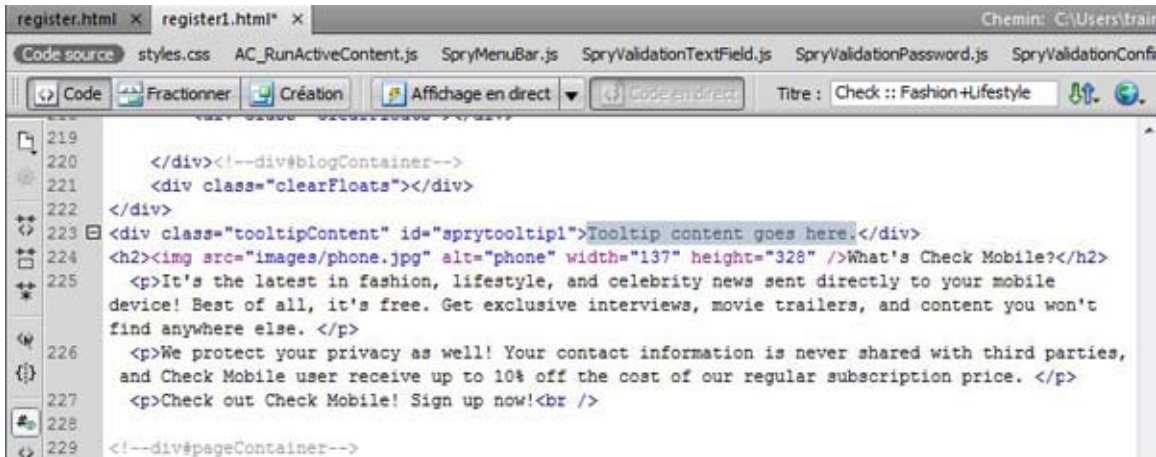 register.html × register1.html* × Chemin: C:\Users\train
Code source styles.css AC_RunActiveContent.js SpryMenuBar.js SpryValidationTextField.js SpryValidationPassword.js SpryValidationConfi
Code Fractionner Création Affichage en direct Code en direct Titre : Check :: Fashion+Lifestyle
219
220 </div><!--div#blogContainer-->
221 <div class="clearFloats"></div>
222 </div>
223 <div class="tooltipContent" id="sprytooltip1">Tooltip content goes here.</div>
224 <h2><img src="images/phone.jpg" alt="phone" width="137" height="328" />What's Check Mobile?</h2>
225 <p>It's the latest in fashion, lifestyle, and celebrity news sent directly to your mobile
device! Best of all, it's free. Get exclusive interviews, movie trailers, and content you won't
find anywhere else. </p>
226 <p>We protect your privacy as well! Your contact information is never shared with third parties,
and Check Mobile user receive up to 10% off the cost of our regular subscription price. </p>
227 <p>Check out Check Mobile! Sign up now!<br />
228
229 <!--div#pageContainer-->